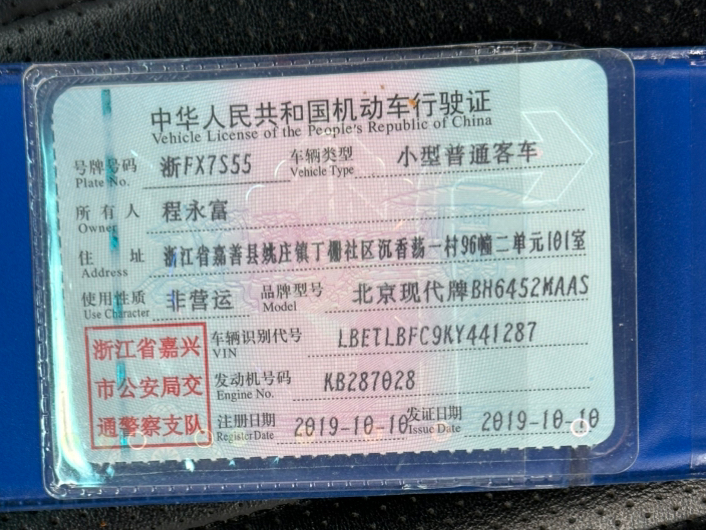 中华人民共和国机动车行驶证
Vehicle License of the People's Republic of China
号牌号码 浙FX7S55 车辆类型 小型普通客车
Plate No. Vehicle Type
所有人 程永富
Owner
住址 浙江省嘉善县姚庄镇丁栅社区沉香荡一村96幢二单元101室
Address
使用性质 非营运 品牌型号 北京现代牌BH6452MAAS
Use Character Model
浙江省嘉兴
市公安局交
通警察支队
车辆识别代号 LBETLBFC9KY441287
VIN
发动机号码 KB287028
Engine No.
注册日期 2019-10-10 发证日期 2019-10-10
Register Date Issue Date